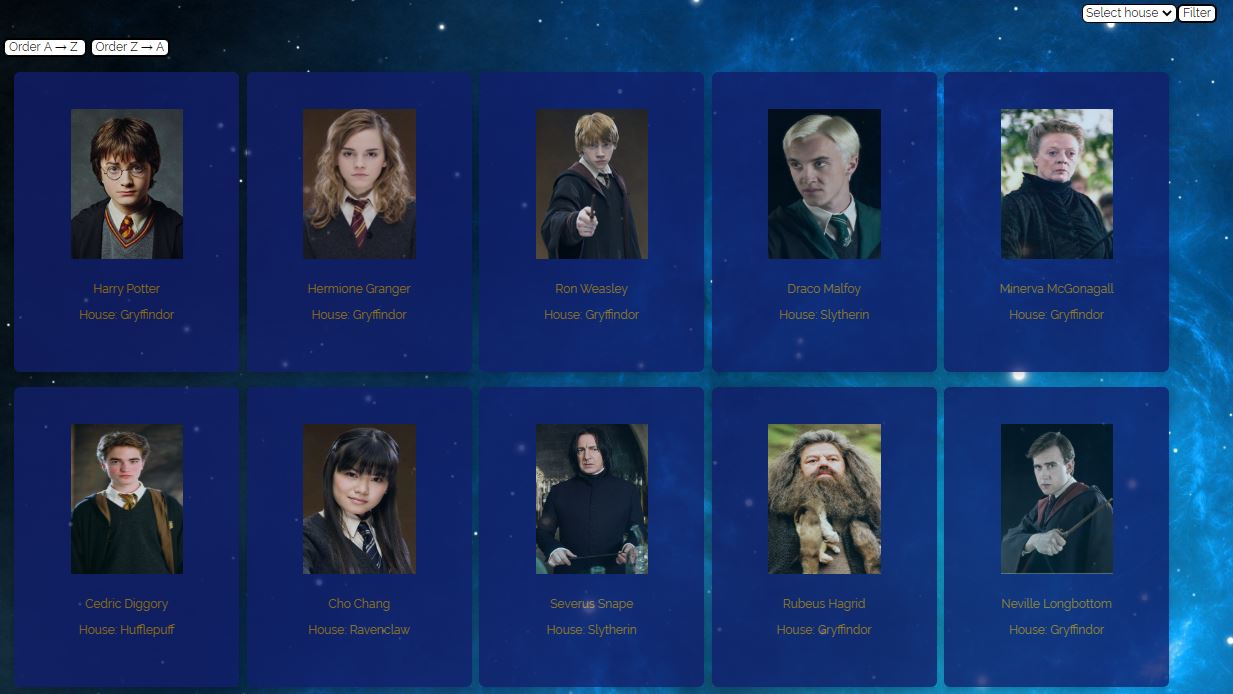 Select house Filter
Order A → Z Order Z → A
Harry Potter
House: Gryffindor
Hermione Granger
House: Gryffindor
Ron Weasley
House: Gryffindor
Draco Malfoy
House: Slytherin
Minerva McGonagall
House: Gryffindor
Cedric Diggory
House: Hufflepuff
Cho Chang
House: Ravenclaw
Severus Snape
House: Slytherin
Rubeus Hagrid
House: Gryffindor
Neville Longbottom
House: Gryffindor